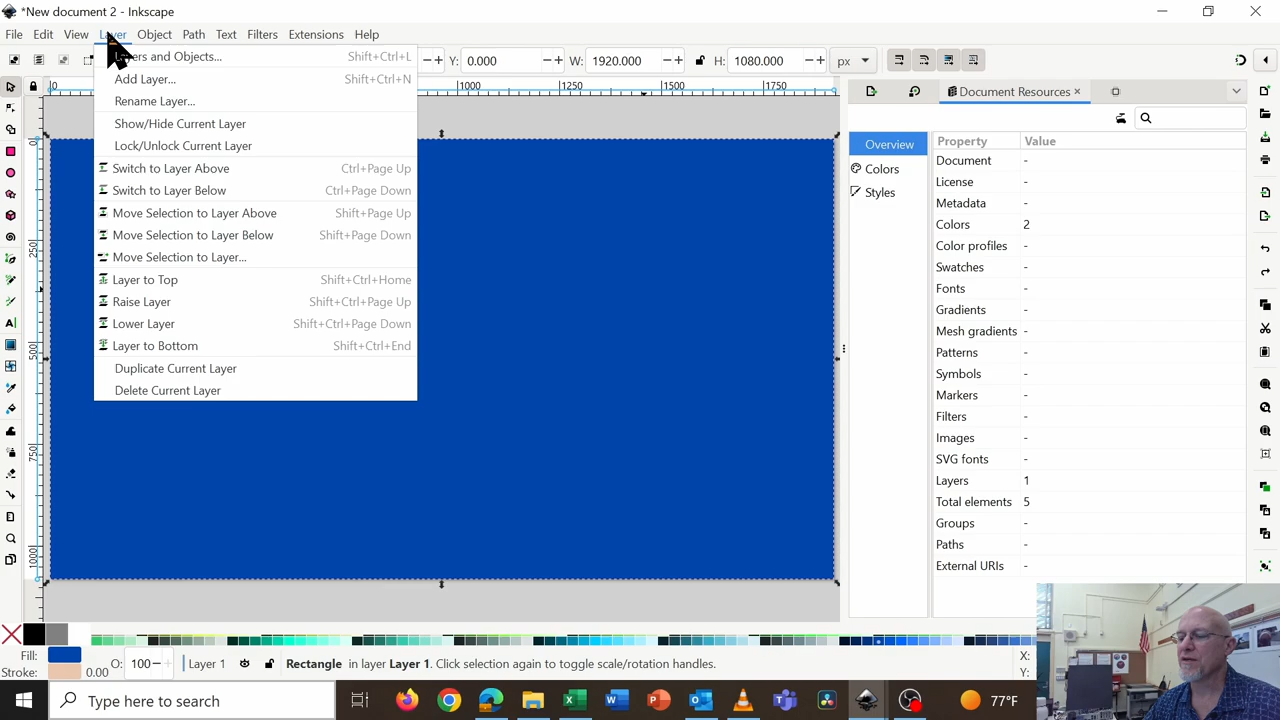 *New document 2 - Inkscape
File Edit View Layer Object Path Text Filters Extensions Help
Layers and Objects... Shift+Ctrl+L
Y: 0.000 W: 1920.000 H: 1080.000 px
Add Layer... Shift+Ctrl+N
Rename Layer...
Show/Hide Current Layer
Lock/Unlock Current Layer
Switch to Layer Above Ctrl+Page Up
Switch to Layer Below Ctrl+Page Down
Move Selection to Layer Above Shift+Page Up
Move Selection to Layer Below Shift+Page Down
Move Selection to Layer...
Layer to Top Shift+Ctrl+Home
Raise Layer Shift+Ctrl+Page Up
Lower Layer Shift+Ctrl+Page Down
Layer to Bottom Shift+Ctrl+End
Duplicate Current Layer
Delete Current Layer
0 1000 1250 1500 1750
0
250
500
750
1000
Document Resources
Overview
Colors
Styles
Property Value
Document -
License -
Metadata -
Colors 2
Color profiles -
Swatches -
Fonts -
Gradients -
Mesh gradients -
Patterns -
Symbols -
Markers -
Filters -
Images -
SVG fonts -
Layers 1
Total elements 5
Groups -
Paths -
External URIs -
Fill:
Stroke: 0.00
O: 100
Layer 1
Rectangle in layer Layer 1. Click selection again to toggle scale/rotation handles.
X:
Y:
Type here to search
77°F